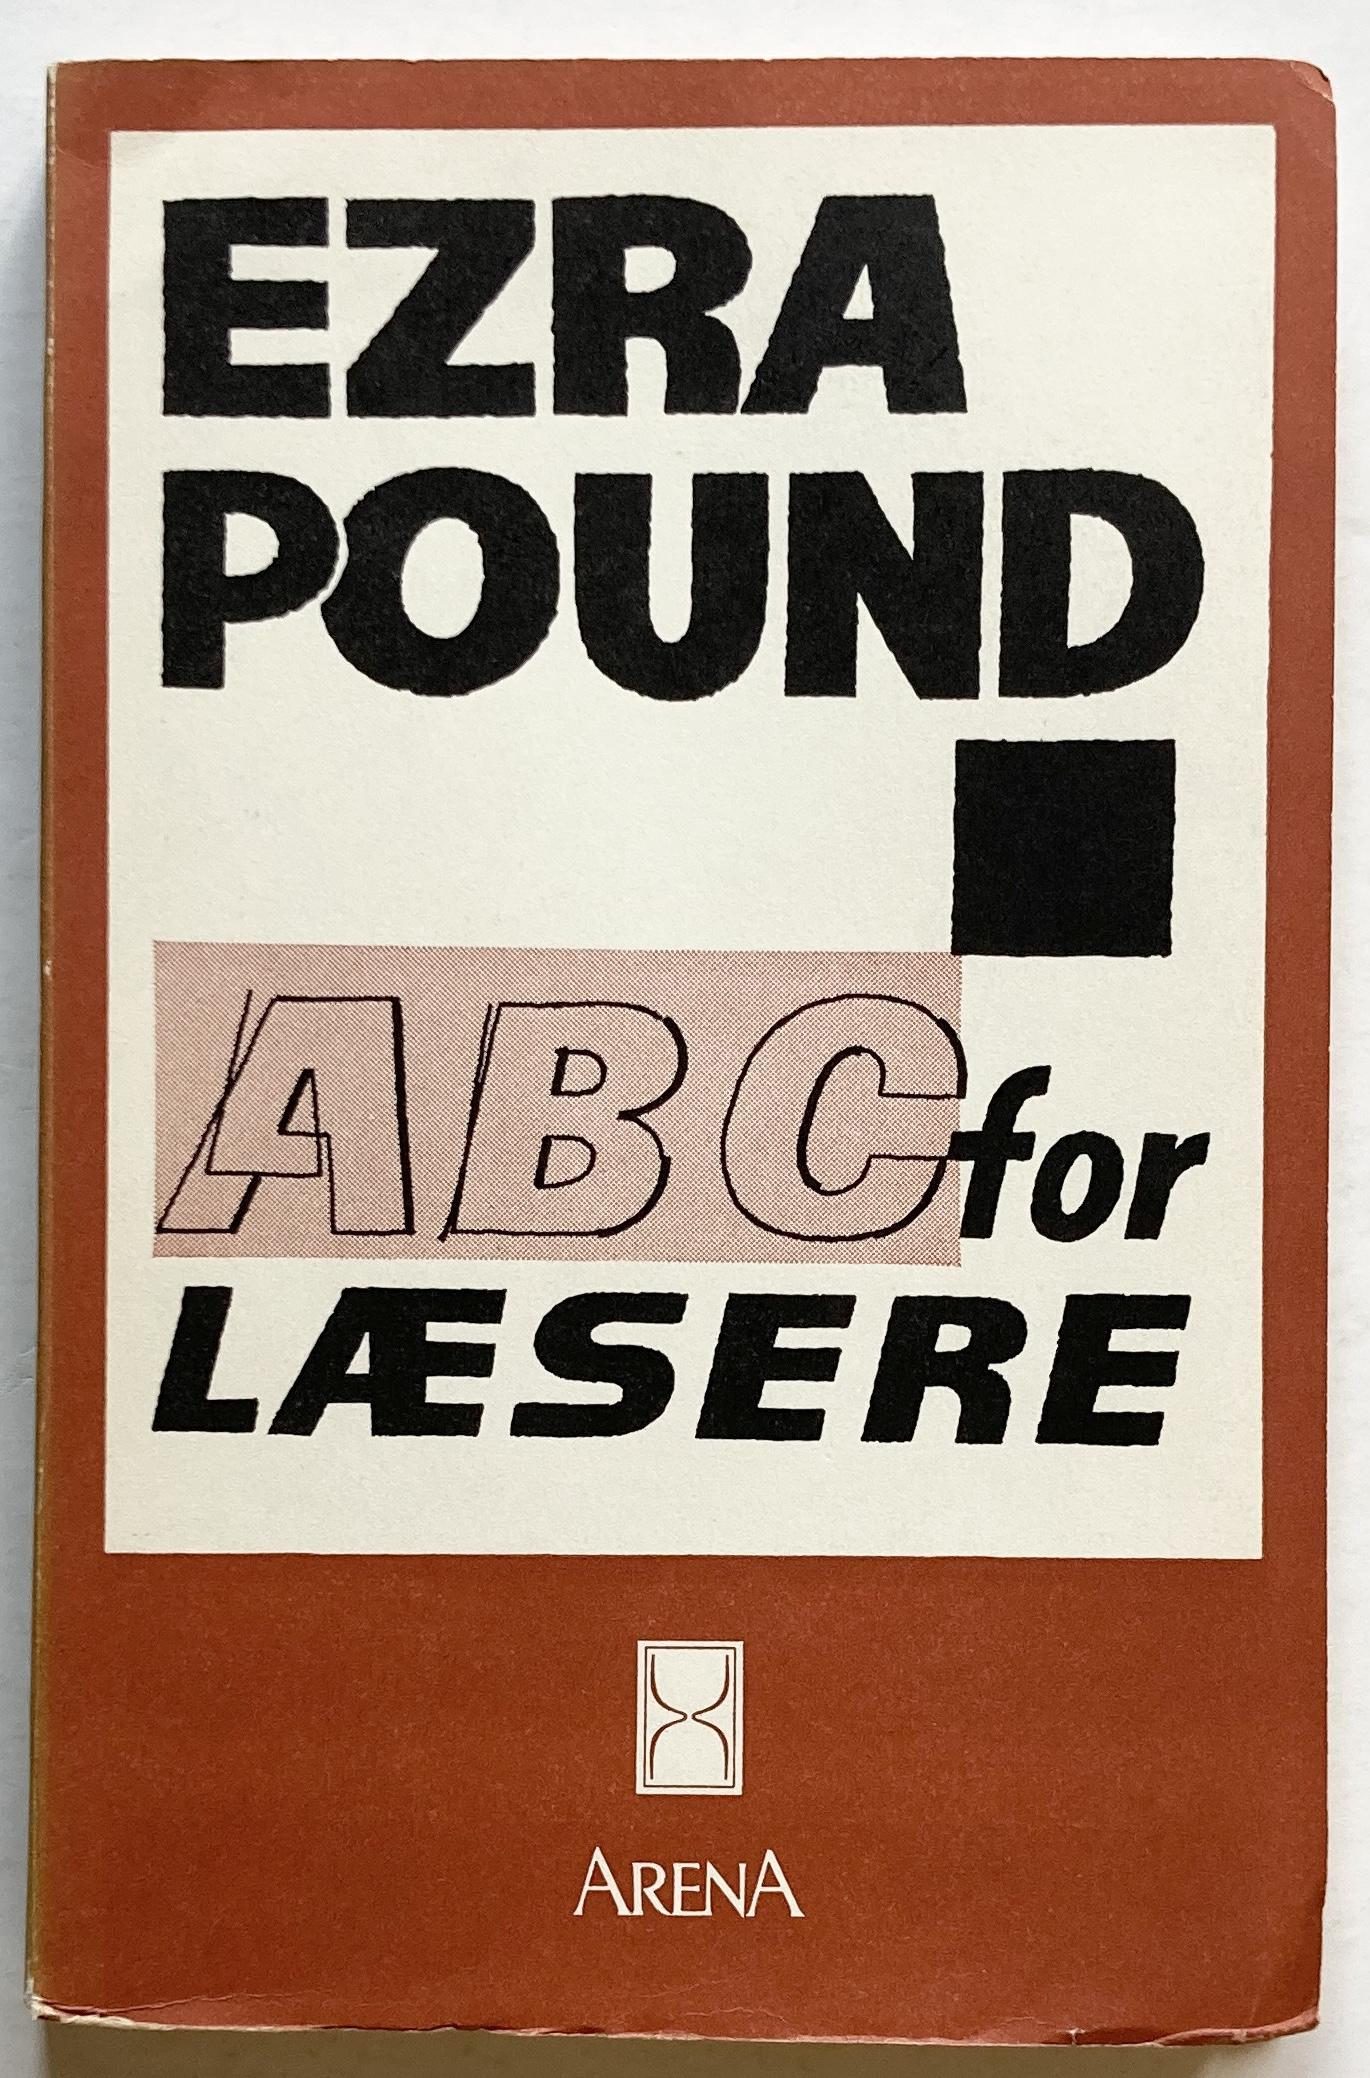 EZRA
POUND
ABC for
LÆSERE
ARENA